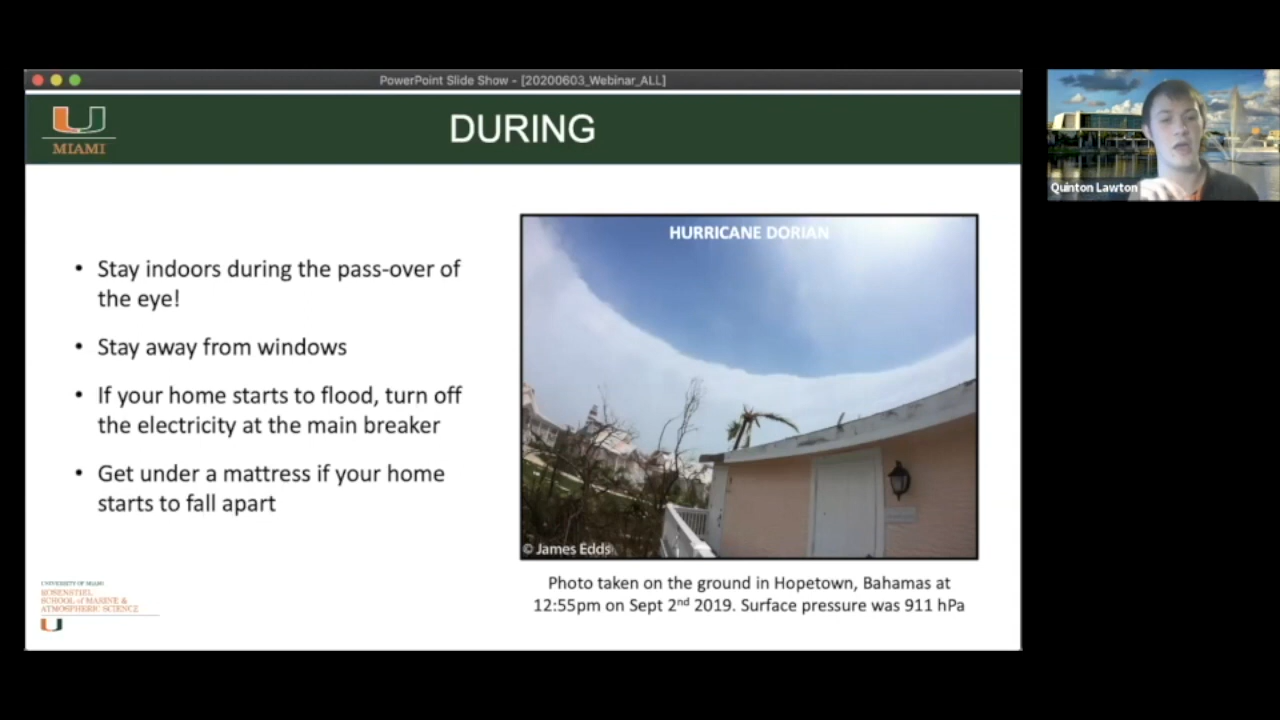 PowerPoint Slide Show - [20200603_Webinar_ALL]
MIAMI
DURING
Quinton Lawton
• Stay indoors during the pass-over of
the eye!
• Stay away from windows
• If your home starts to flood, turn off
the electricity at the main breaker
• Get under a mattress if your home
starts to fall apart
HURRICANE DORIAN
© James Edds
Photo taken on the ground in Hopetown, Bahamas at
12:55pm on Sept 2nd 2019. Surface pressure was 911 hPa
UNIVERSITY OF MIAMI
ROSENSTIEL
SCHOOL of MARINE &
ATMOSPHERIC SCIENCE